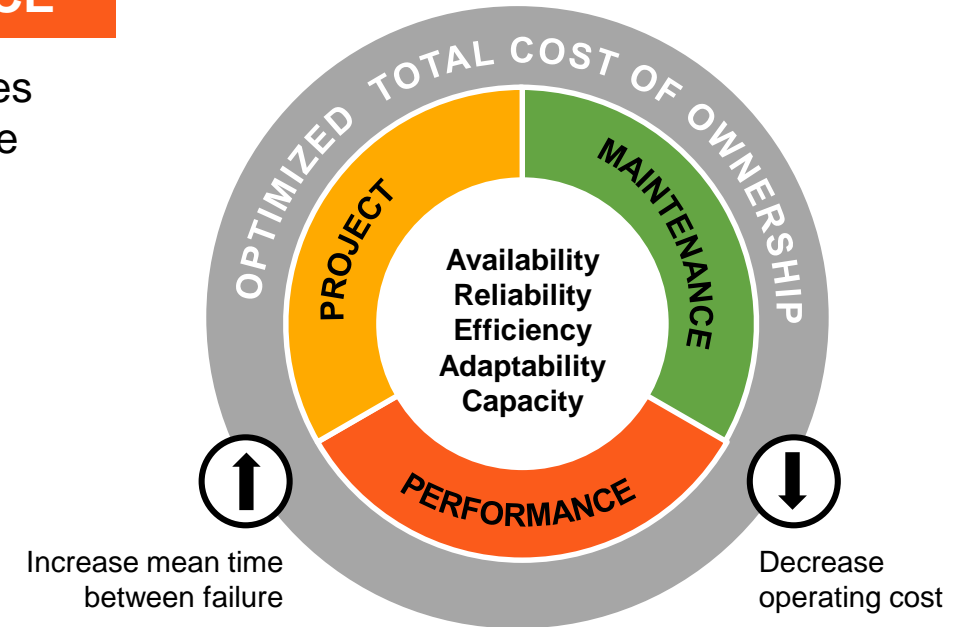 OPTIMIZED TOTAL COST OF OWNERSHIP
PROJECT
MAINTENANCE
Availability
Reliability
Efficiency
Adaptability
Capacity
PERFORMANCE
Increase mean time
between failure
Decrease
operating cost